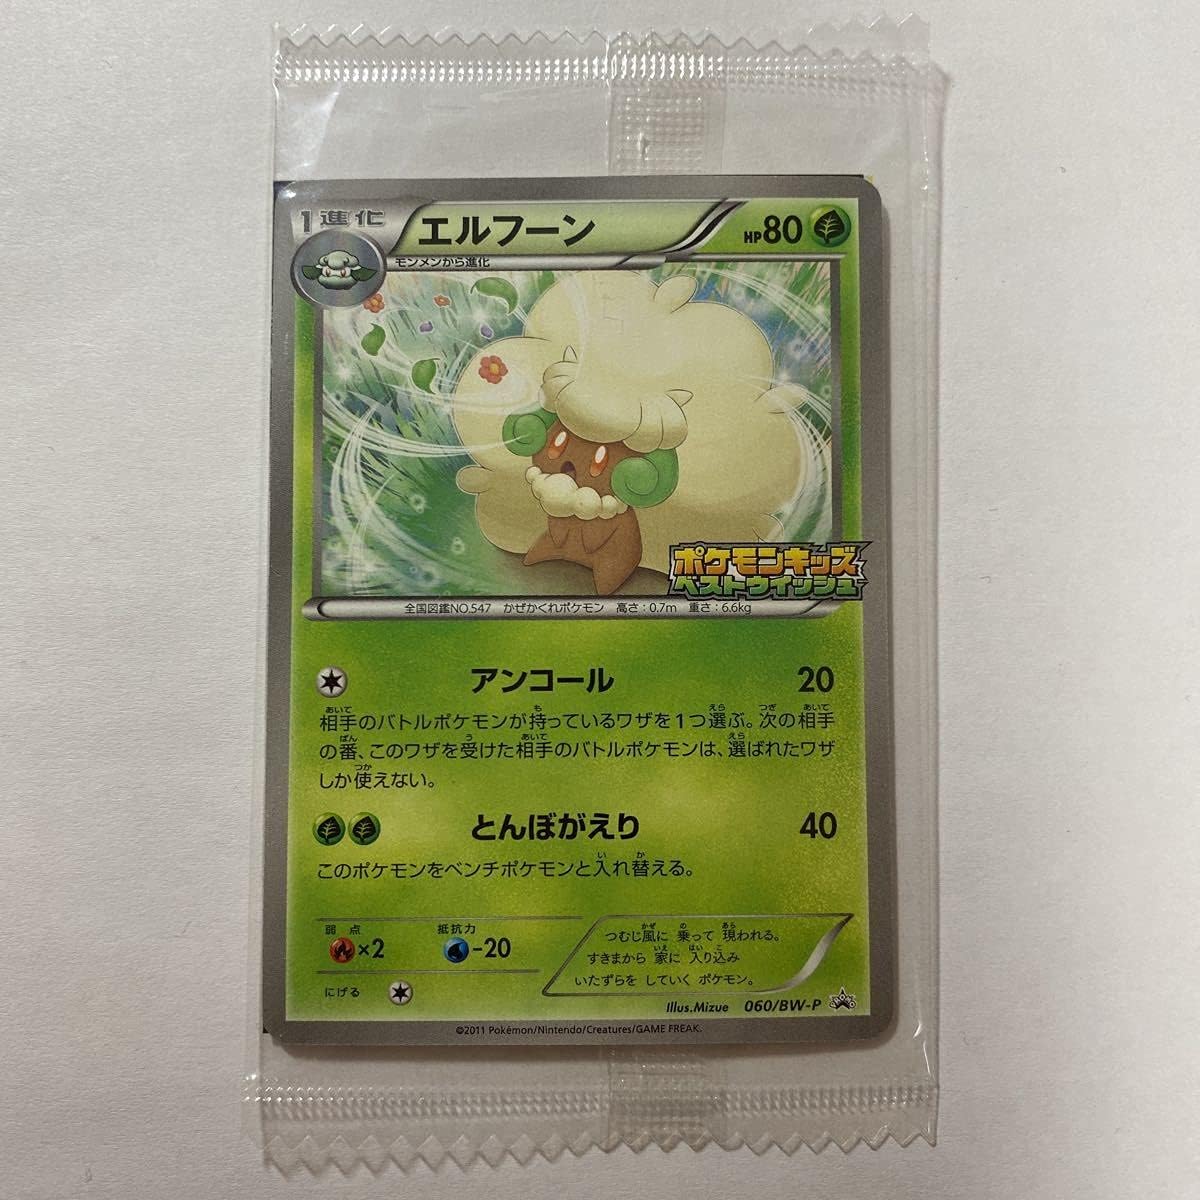 1進化
エルフーン
HP80
モンメンから進化
ポケモンキッズ
ベストウイッシュ
全国図鑑NO.547 かぜかくれポケモン 高さ:0.7m 重さ:6.6kg
アンコール 20
相手のバトルポケモンが持っているワザを1つ選ぶ。次の相手
の番、このワザを受けた相手のバトルポケモンは、選ばれたワザ
しか使えない。
とんぼがえり 40
このポケモンをベンチポケモンと入れ替える。
弱点
×2
抵抗力
-20
にげる
つむじ風に 乗って 現われる。
すきまから 家に 入り込み
いたずらを していく ポケモン。
Illus.Mizue 060/BW-P
©2011 Pokémon/Nintendo/Creatures/GAME FREAK.